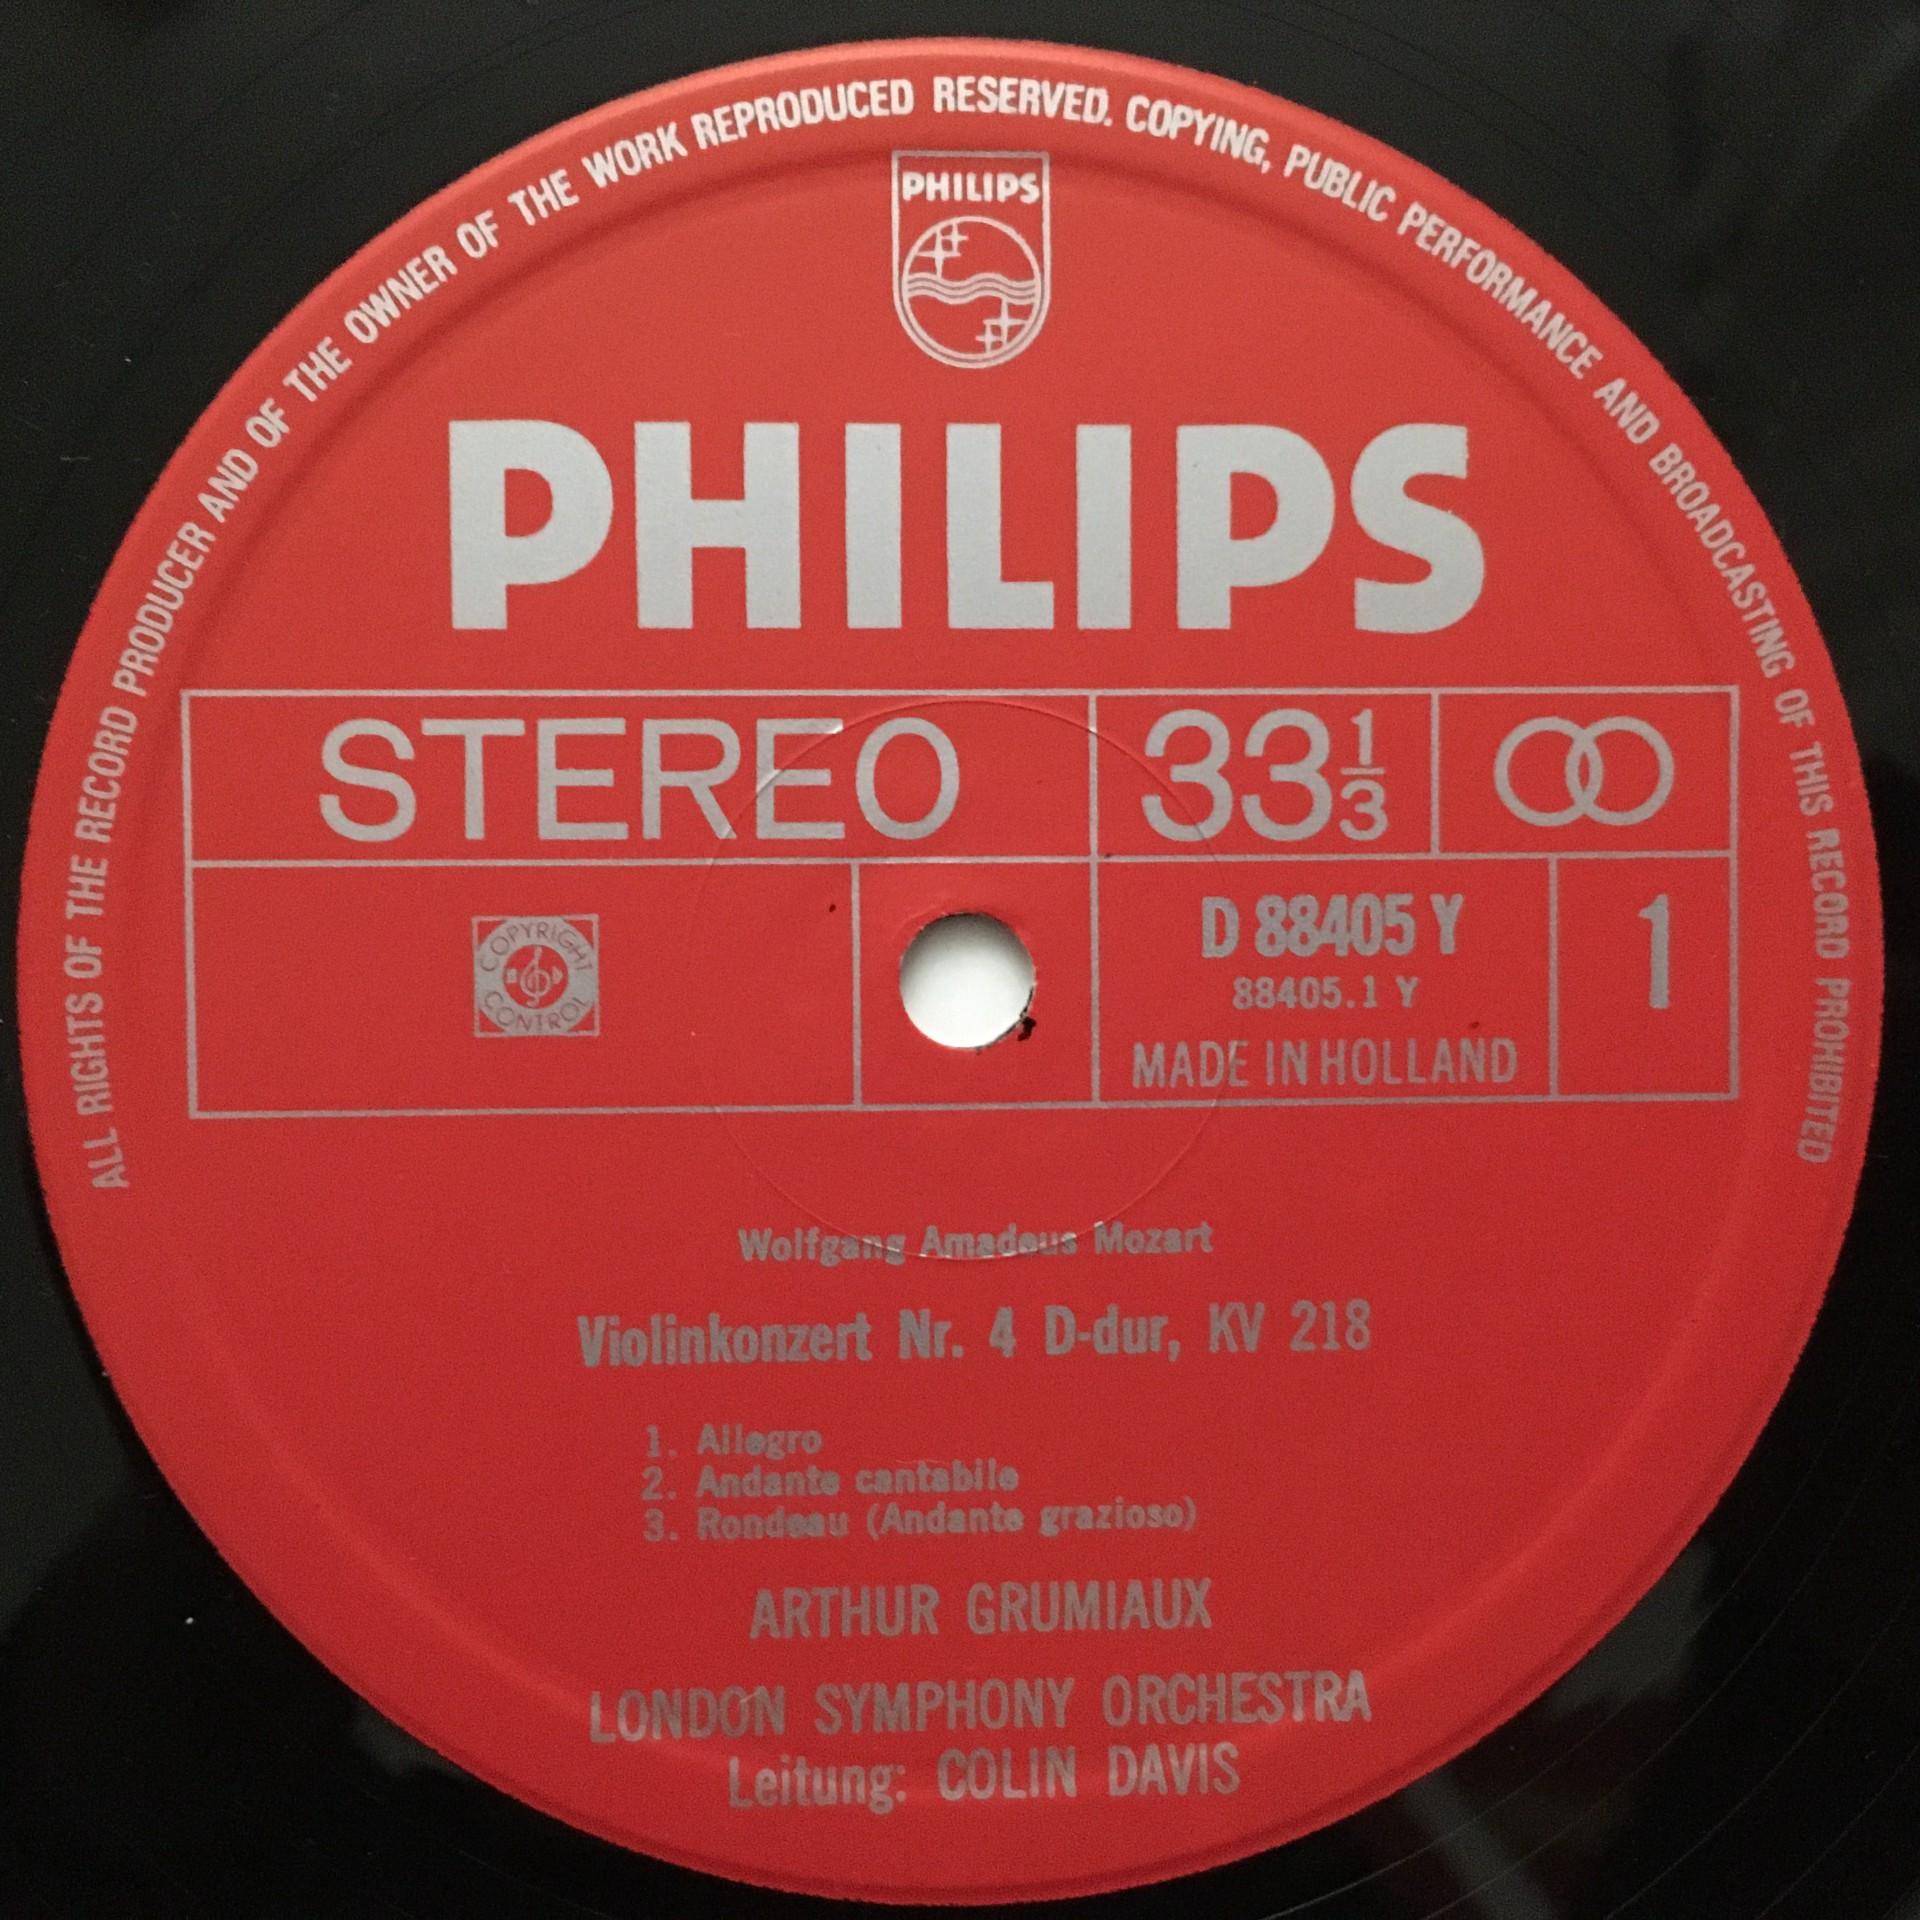 ALL RIGHTS OF THE RECORD PRODUCER AND OF THE OWNER OF THE WORK REPRODUCED RESERVED. COPYING, PUBLIC PERFORMANCE AND BROADCASTING OF THIS RECORD PROHIBITED
PHILIPS
PHILIPS
STEREO 33 1/3
COPYRIGHT CONTROL
D 88405 Y 1
88405.1 Y
MADE IN HOLLAND
Wolfgang Amadeus Mozart
Violinkonzert Nr. 4 D-dur, KV 218
1. Allegro
2. Andante cantabile
3. Rondeau (Andante grazioso)
ARTHUR GRUMIAUX
LONDON SYMPHONY ORCHESTRA
Leitung: COLIN DAVIS